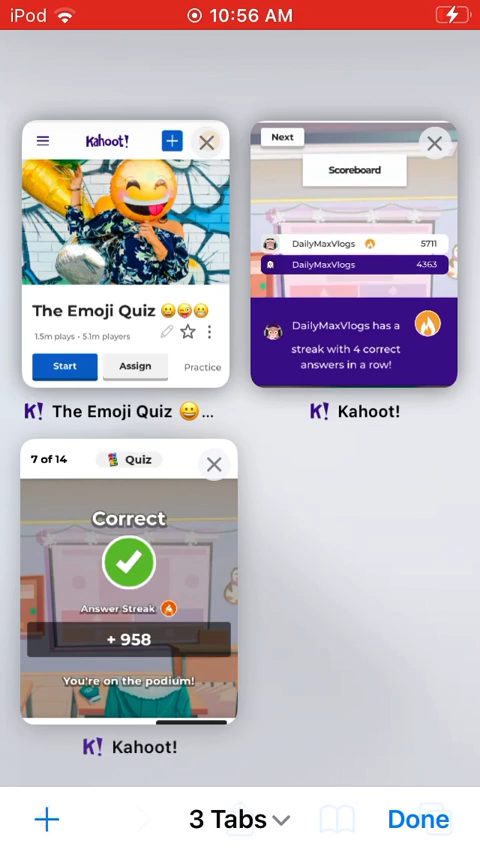 iPod 10:56 AM
Kahoot!
The Emoji Quiz 😀😜😬
1.5m plays • 5.1m players
Start Assign Practice
K! The Emoji Quiz 😀...
Next
Scoreboard
DailyMaxVlogs 5711
DailyMaxVlogs 4363
DailyMaxVlogs has a
streak with 4 correct
answers in a row!
K! Kahoot!
7 of 14 Quiz
Correct
Answer Streak 4
+ 958
You're on the podium!
K! Kahoot!
3 Tabs Done